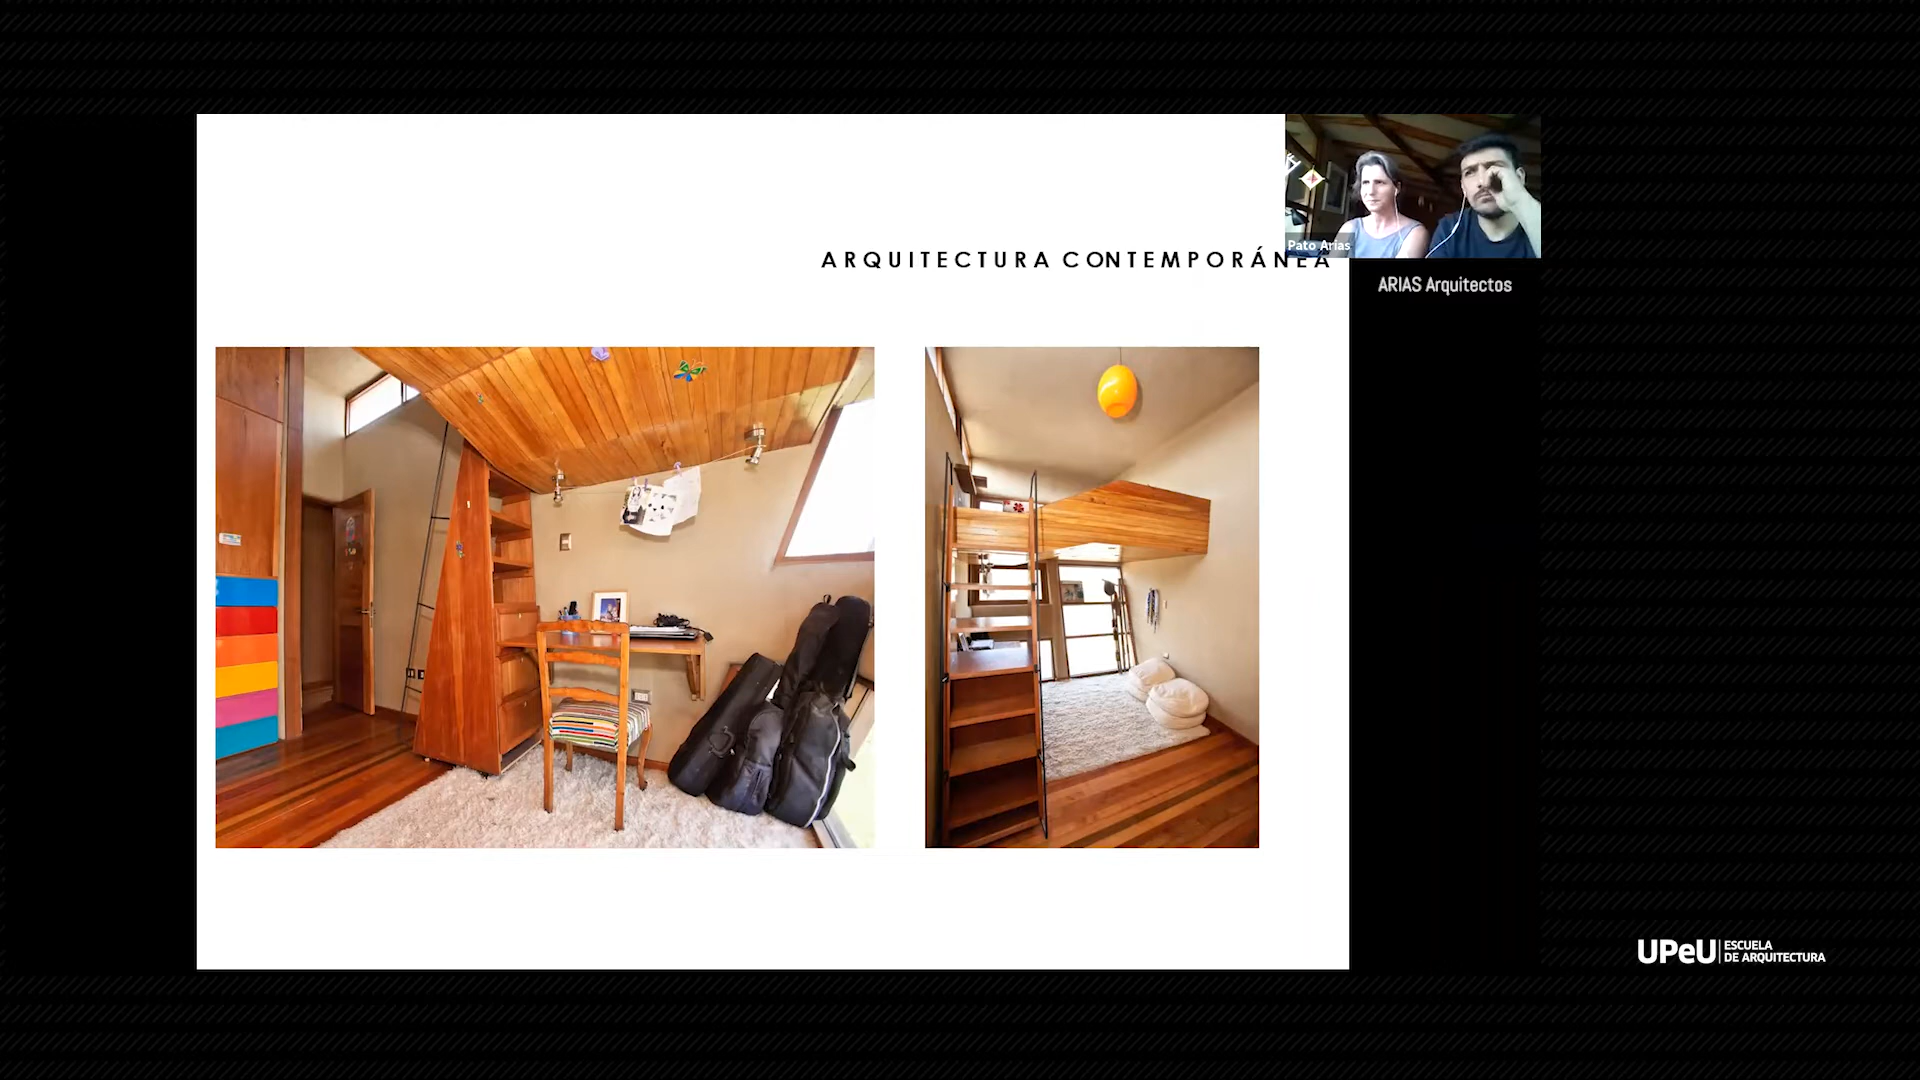 Pato Arias
ARQUITECTURA CONTEMPORÁNEA
ARIAS Arquitectos
UPeU ESCUELA
DE ARQUITECTURA